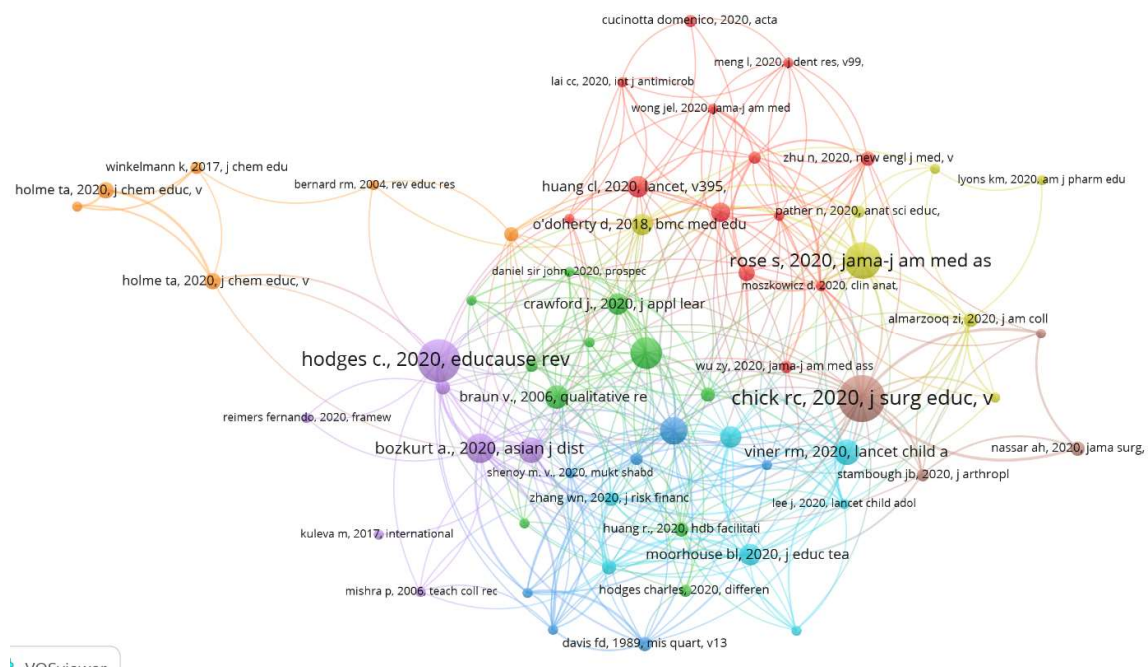 cucinotta domenico, 2020, acta
meng l, 2020, j dent res, v99,
lai cc, 2020, int j antimicrob
wong jel, 2020, jama-j am med
winkelmann k, 2017, j chem edu
zhu n, 2020, new engl j med, v
holme ta, 2020, j chem educ, v
bernard rm, 2004, rev educ res
huang cl, 2020, lancet, v395,
lyons km, 2020, am j pharm edu
pather n, 2020, anat sci educ,
o'doherty d, 2018, bmc med edu
rose s, 2020, jama-j am med as
daniel sir john, 2020, prospec
holme ta, 2020, j chem educ, v
moszkowicz d, 2020, clin anat,
crawford j., 2020, j appl lear
almarzooq zi, 2020, j am coll
hodges c., 2020, educause rev
wu zy, 2020, jama-j am med ass
braun v., 2006, qualitative re
chick rc, 2020, j surg educ, v
reimers fernando, 2020, framew
bozkurt a., 2020, asian j dist
viner rm, 2020, lancet child a
nassar ah, 2020, jama surg,
shenoy m. v., 2020, mukt shabd
stambough jb, 2020, j arthropl
zhang wn, 2020, j risk financ
lee j, 2020, lancet child adol
kuleva m, 2017, international
huang r., 2020, hdb facilitati
moorhouse bl, 2020, j educ tea
mishra p, 2006, teach coll rec
hodges charles, 2020, differen
davis fd, 1989, mis quart, v13
VOSviewer